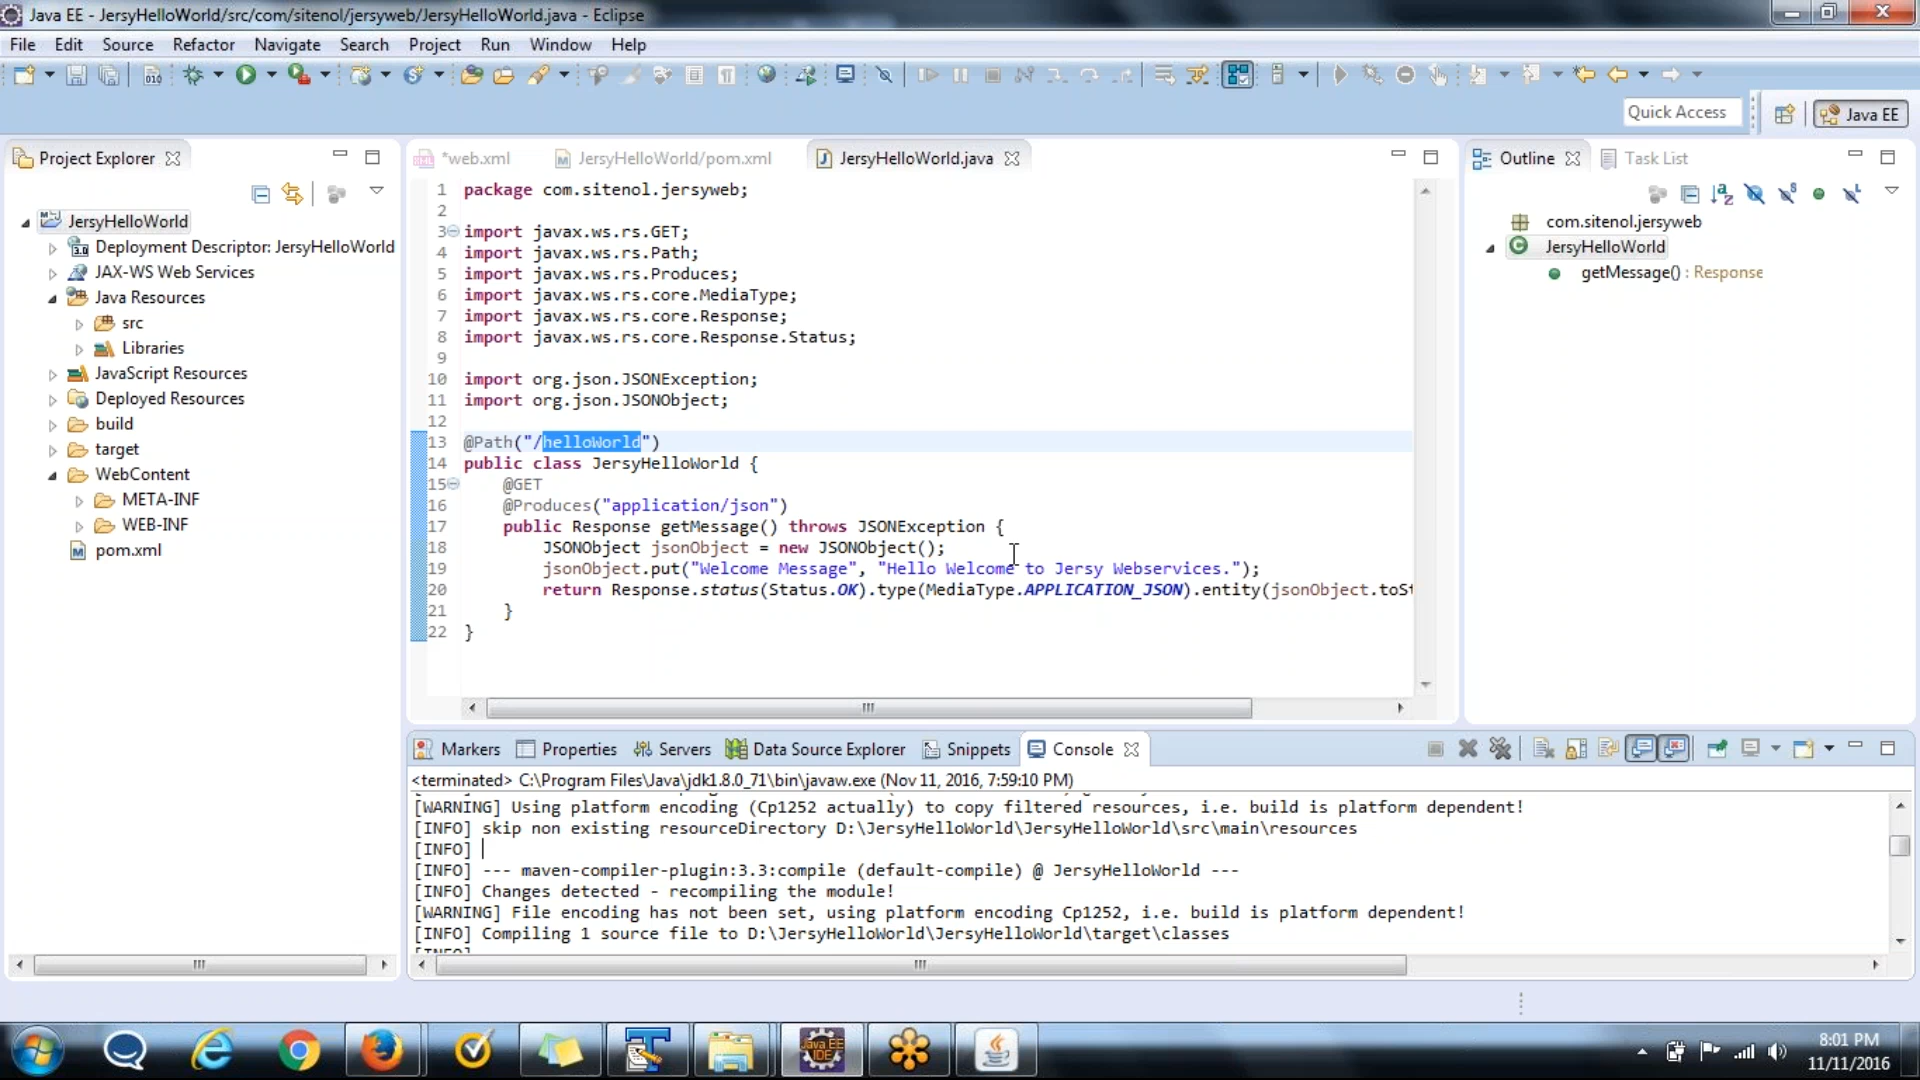 Java EE - JersyHelloWorld/src/com/sitenol/jersyweb/JersyHelloWorld.java - Eclipse
File Edit Source Refactor Navigate Search Project Run Window Help
Quick Access
Java EE
Project Explorer
JersyHelloWorld
Deployment Descriptor: JersyHelloWorld
JAX-WS Web Services
Java Resources
src
Libraries
JavaScript Resources
Deployed Resources
build
target
WebContent
META-INF
WEB-INF
pom.xml
*web.xml JersyHelloWorld/pom.xml JersyHelloWorld.java
1 package com.sitenol.jersyweb;
2
3 import javax.ws.rs.GET;
4 import javax.ws.rs.Path;
5 import javax.ws.rs.Produces;
6 import javax.ws.rs.core.MediaType;
7 import javax.ws.rs.core.Response;
8 import javax.ws.rs.core.Response.Status;
9
10 import org.json.JSONException;
11 import org.json.JSONObject;
12
13 @Path("/helloWorld")
14 public class JersyHelloWorld {
15 @GET
16 @Produces("application/json")
17 public Response getMessage() throws JSONException {
18 JSONObject jsonObject = new JSONObject();
19 jsonObject.put("Welcome Message", "Hello Welcome to Jersy Webservices.");
20 return Response.status(Status.OK).type(MediaType.APPLICATION_JSON).entity(jsonObject.toSt
21 }
22 }
Outline Task List
com.sitenol.jersyweb
JersyHelloWorld
getMessage() : Response
Markers Properties Servers Data Source Explorer Snippets Console
<terminated> C:\Program Files\Java\jdk1.8.0_71\bin\javaw.exe (Nov 11, 2016, 7:59:10 PM)
[WARNING] Using platform encoding (Cp1252 actually) to copy filtered resources, i.e. build is platform dependent!
[INFO] skip non existing resourceDirectory D:\JersyHelloWorld\JersyHelloWorld\src\main\resources
[INFO]
[INFO] --- maven-compiler-plugin:3.3:compile (default-compile) @ JersyHelloWorld ---
[INFO] Changes detected - recompiling the module!
[WARNING] File encoding has not been set, using platform encoding Cp1252, i.e. build is platform dependent!
[INFO] Compiling 1 source file to D:\JersyHelloWorld\JersyHelloWorld\target\classes
Java EE
IDE
8:01 PM
11/11/2016